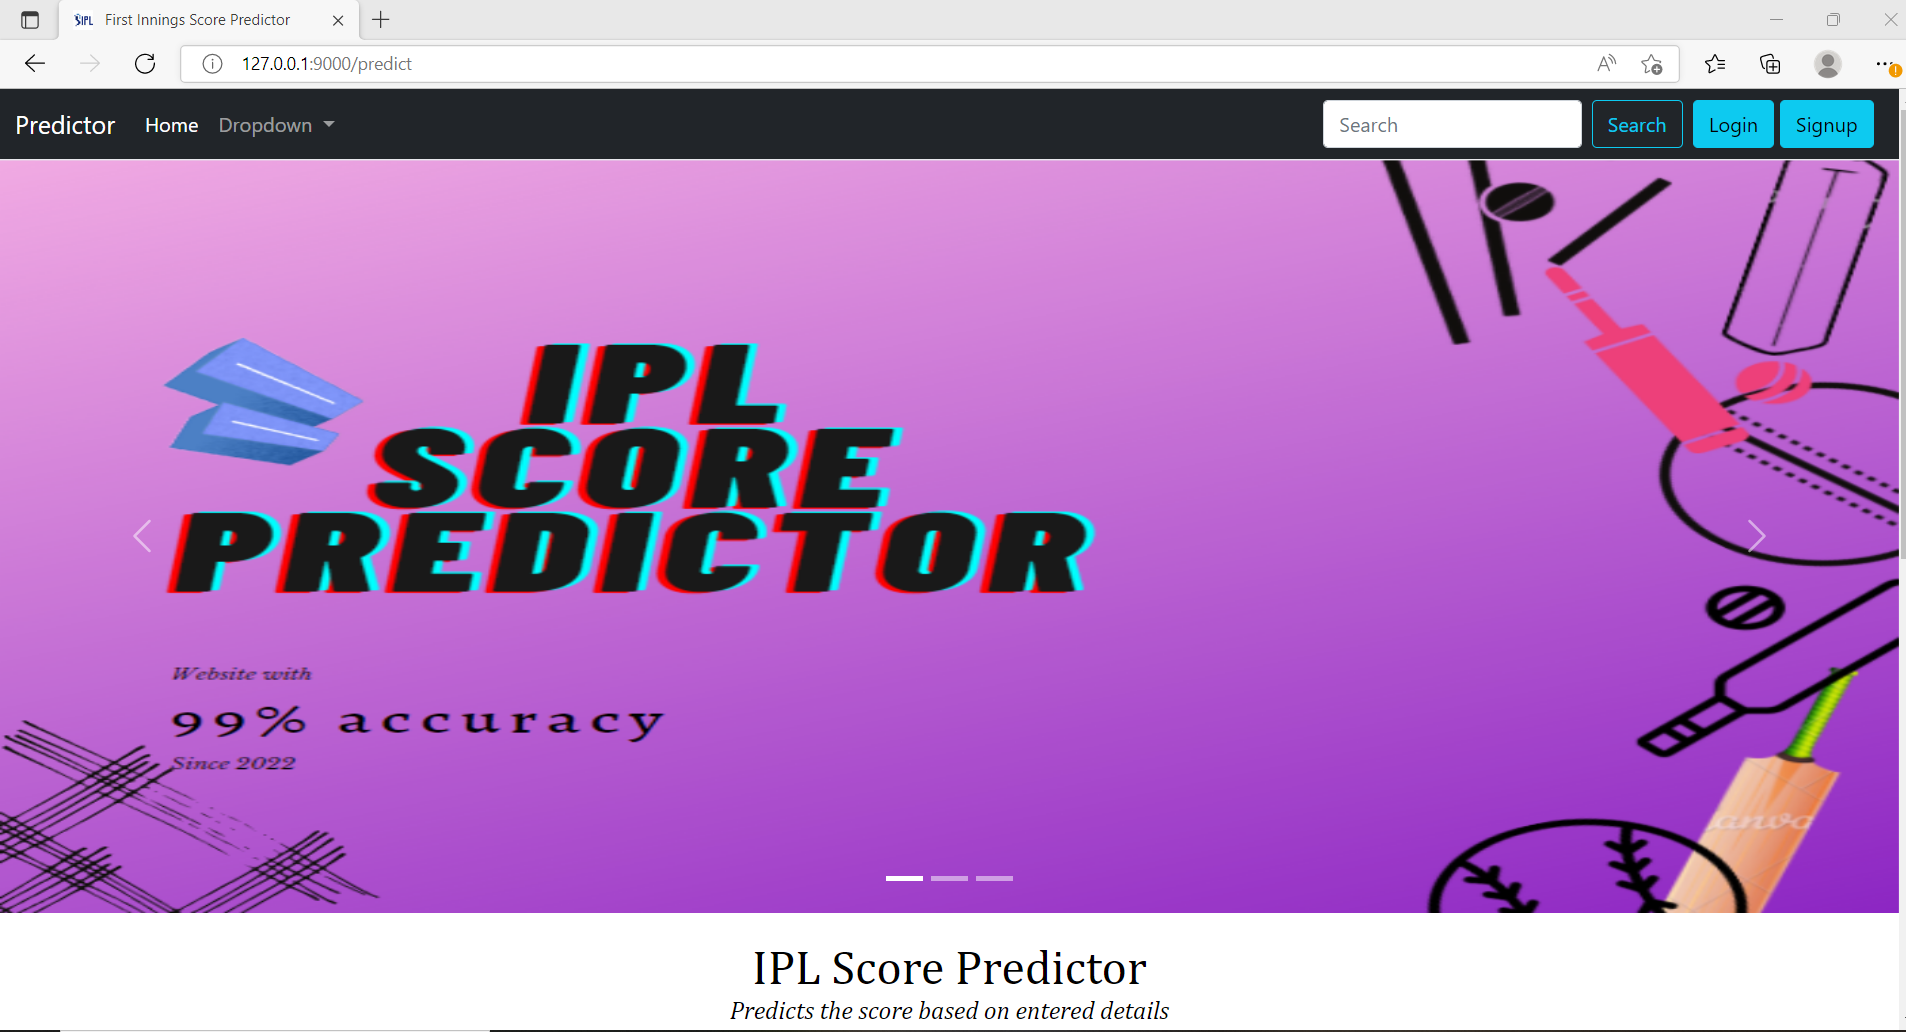 First Innings Score Predictor
127.0.0.1:9000/predict
Predictor
Home
Dropdown
Search
Search
Login
Signup
IPL
SCORE
PREDICTOR
Website with
99% accuracy
Since 2022
IPL Score Predictor
Predicts the score based on entered details